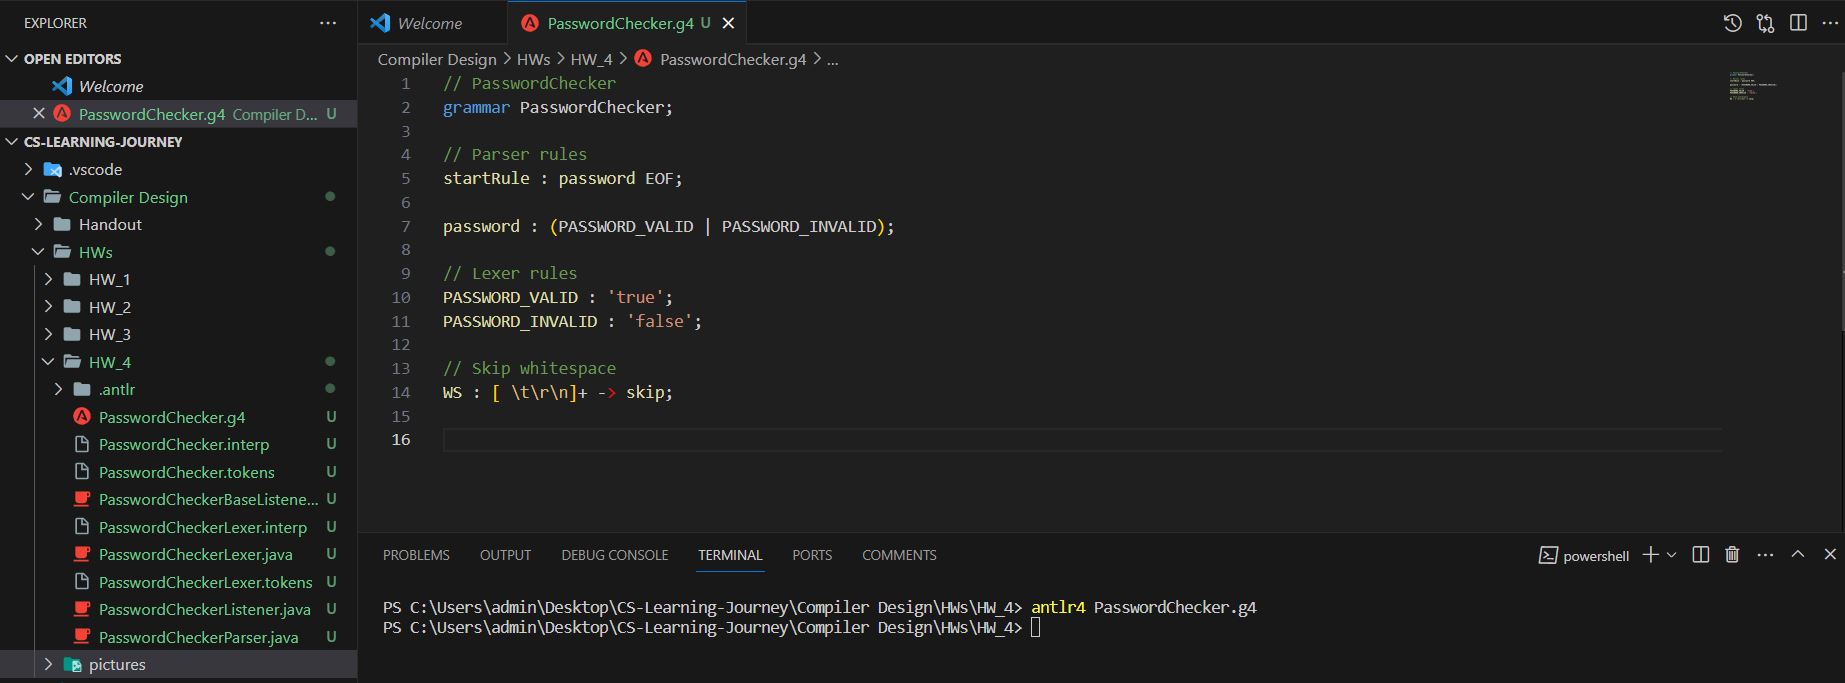 EXPLORER
OPEN EDITORS
Welcome
PasswordChecker.g4 Compiler D... U
CS-LEARNING-JOURNEY
.vscode
Compiler Design
Handout
HWs
HW_1
HW_2
HW_3
HW_4
.antlr
PasswordChecker.g4 U
PasswordChecker.interp U
PasswordChecker.tokens U
PasswordCheckerBaseListene... U
PasswordCheckerLexer.interp U
PasswordCheckerLexer.java U
PasswordCheckerLexer.tokens U
PasswordCheckerListener.java U
PasswordCheckerParser.java U
pictures
Welcome PasswordChecker.g4 U
Compiler Design > HWs > HW_4 > PasswordChecker.g4 > ...
1 // PasswordChecker
2 grammar PasswordChecker;
3
4 // Parser rules
5 startRule : password EOF;
6
7 password : (PASSWORD_VALID | PASSWORD_INVALID);
8
9 // Lexer rules
10 PASSWORD_VALID : 'true';
11 PASSWORD_INVALID : 'false';
12
13 // Skip whitespace
14 WS : [ \t\r\n]+ -> skip;
15
16
PROBLEMS OUTPUT DEBUG CONSOLE TERMINAL PORTS COMMENTS powershell
PS C:\Users\admin\Desktop\CS-Learning-Journey\Compiler Design\HWs\HW_4> antlr4 PasswordChecker.g4
PS C:\Users\admin\Desktop\CS-Learning-Journey\Compiler Design\HWs\HW_4>